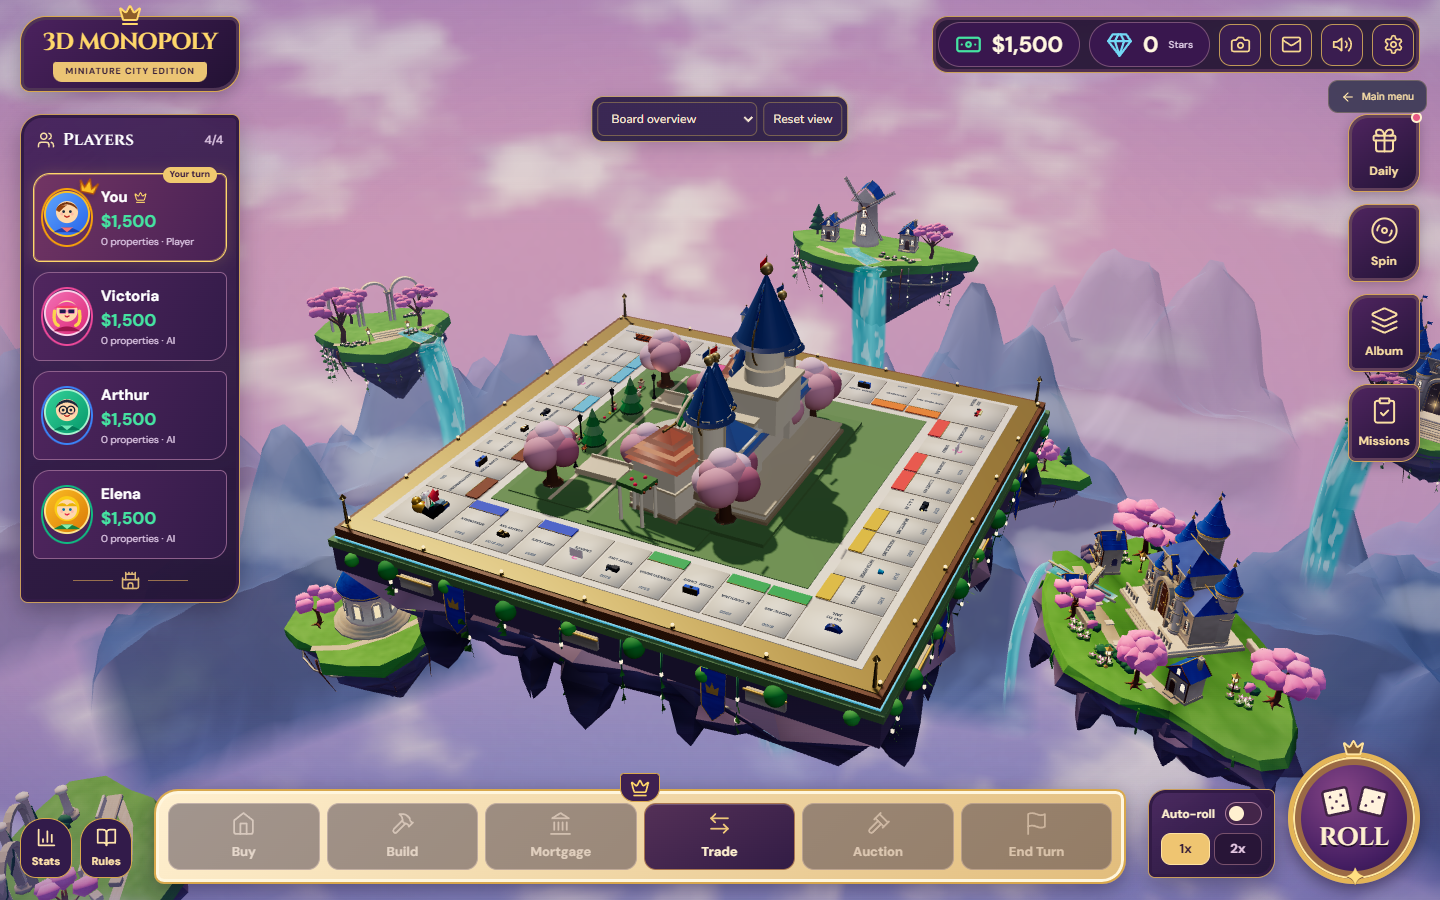 3D MONOPOLY
MINIATURE CITY EDITION
$1,500
0 Stars
Main menu
Board overview
Reset view
PLAYERS
4/4
Your turn
You
$1,500
0 properties · Player
Victoria
$1,500
0 properties · AI
Arthur
$1,500
0 properties · AI
Elena
$1,500
0 properties · AI
Daily
Spin
Album
Missions
Stats
Rules
Buy
Build
Mortgage
Trade
Auction
End Turn
Auto-roll
1x
2x
ROLL